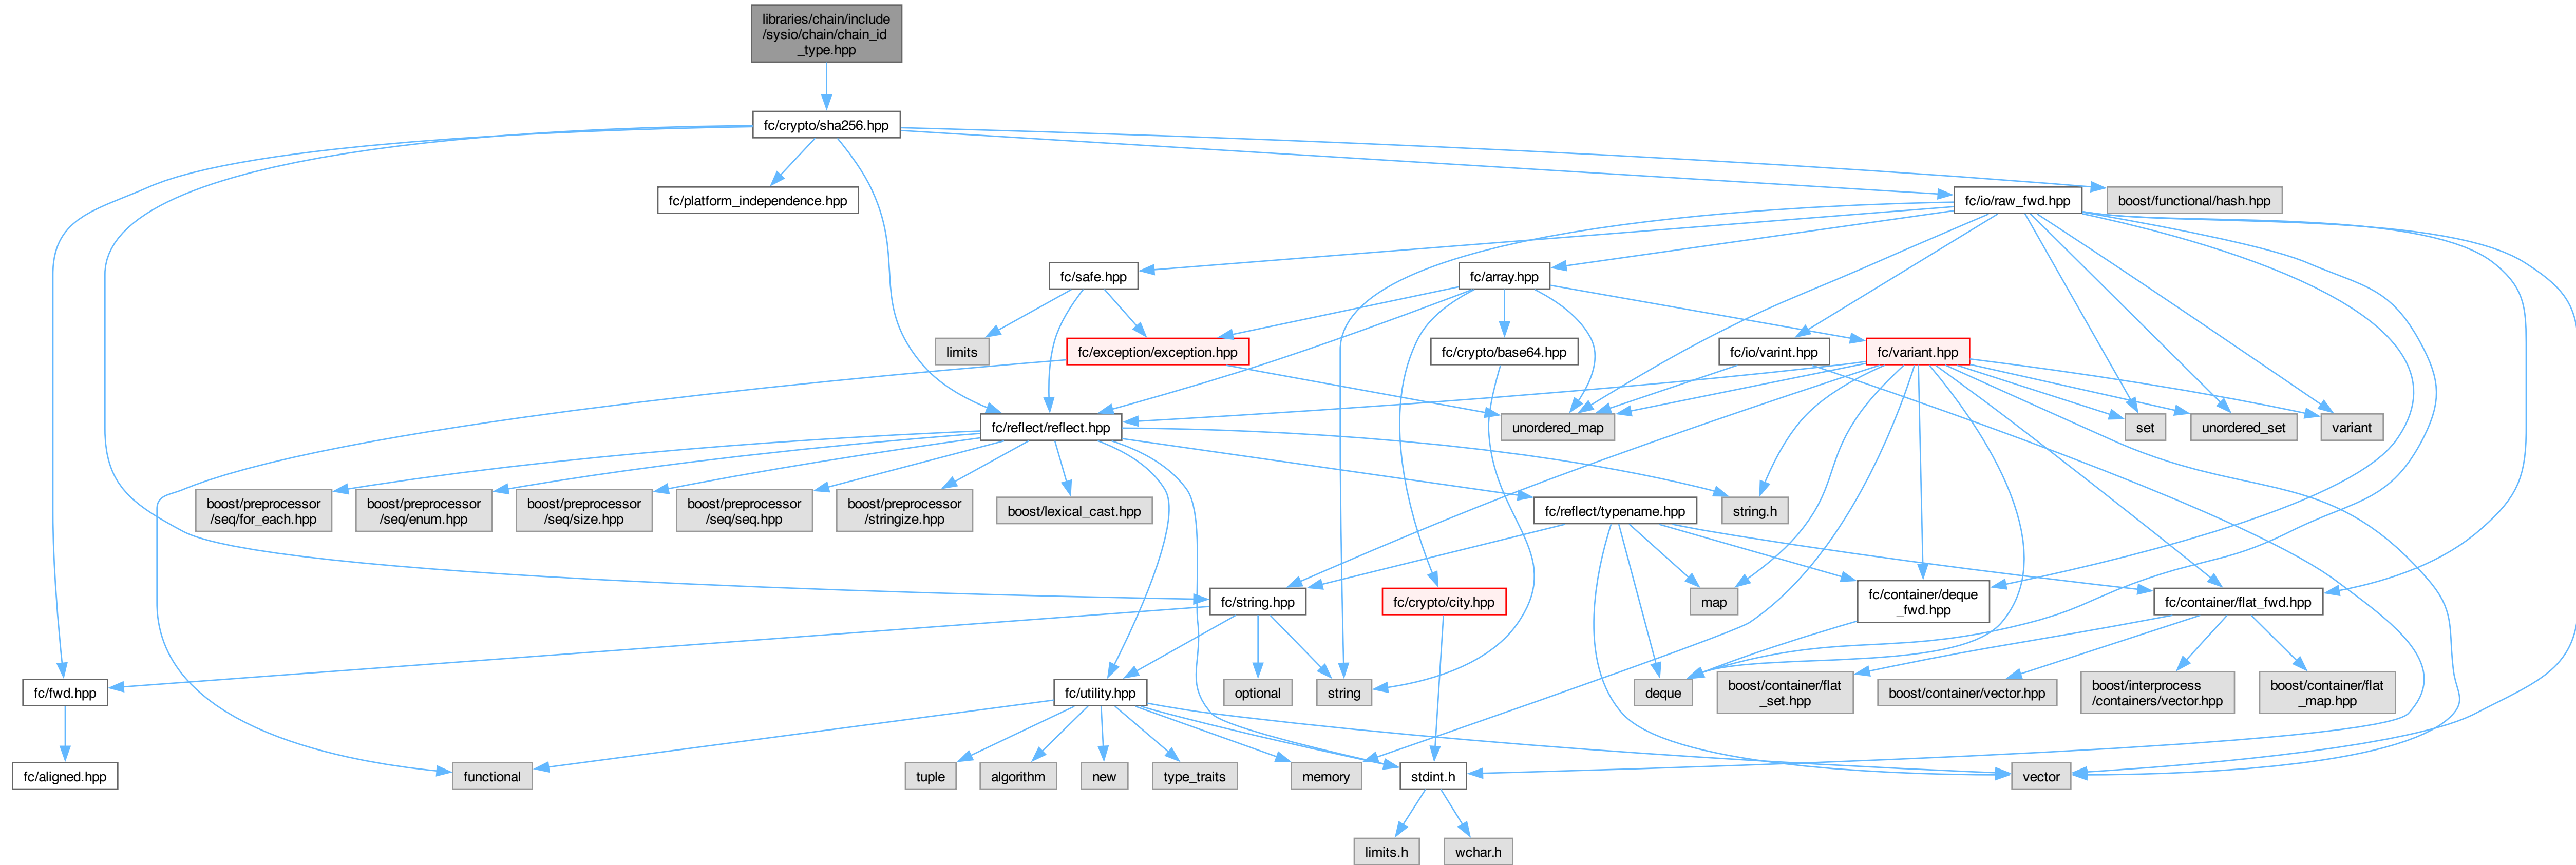 libraries/chain/include
/sysio/chain/chain_id
_type.hpp
fc/crypto/sha256.hpp
fc/platform_independence.hpp
fc/io/raw_fwd.hpp
boost/functional/hash.hpp
fc/safe.hpp
fc/array.hpp
limits
fc/exception/exception.hpp
fc/crypto/base64.hpp
fc/io/varint.hpp
fc/variant.hpp
fc/reflect/reflect.hpp
unordered_map
set
unordered_set
variant
boost/preprocessor
/seq/for_each.hpp
boost/preprocessor
/seq/enum.hpp
boost/preprocessor
/seq/size.hpp
boost/preprocessor
/seq/seq.hpp
boost/preprocessor
/stringize.hpp
boost/lexical_cast.hpp
fc/reflect/typename.hpp
string.h
fc/string.hpp
fc/crypto/city.hpp
map
fc/container/deque
_fwd.hpp
fc/container/flat_fwd.hpp
fc/fwd.hpp
fc/utility.hpp
optional
string
deque
boost/container/flat
_set.hpp
boost/container/vector.hpp
boost/interprocess
/containers/vector.hpp
boost/container/flat
_map.hpp
fc/aligned.hpp
functional
tuple
algorithm
new
type_traits
memory
stdint.h
vector
limits.h
wchar.h